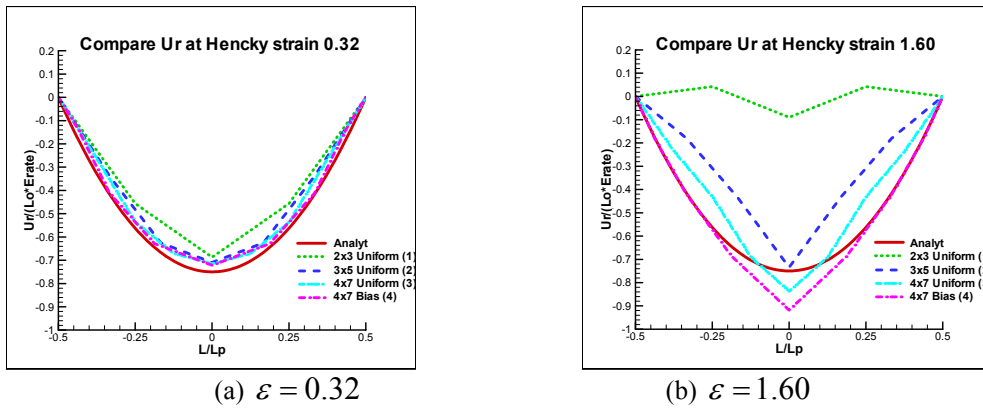 Compare Ur at Hencky strain 0.32
0.2
0.1
0
-0.1
-0.2
-0.3
-0.4
-0.5
-0.6
-0.7
-0.8
-0.9
-1
Ur/(Lo*Erate)
Analyt
2x3 Uniform (1)
3x5 Uniform (2)
4x7 Uniform (3)
4x7 Bias (4)
-0.5
-0.25
0
0.25
0.5
L/Lp
(a) ε = 0.32
Compare Ur at Hencky strain 1.60
0.2
0.1
0
-0.1
-0.2
-0.3
-0.4
-0.5
-0.6
-0.7
-0.8
-0.9
-1
Ur/(Lo*Erate)
Analyt
2x3 Uniform (
3x5 Uniform (
4x7 Uniform (
4x7 Bias (4)
-0.5
-0.25
0
0.25
0.5
L/Lp
(b) ε = 1.60